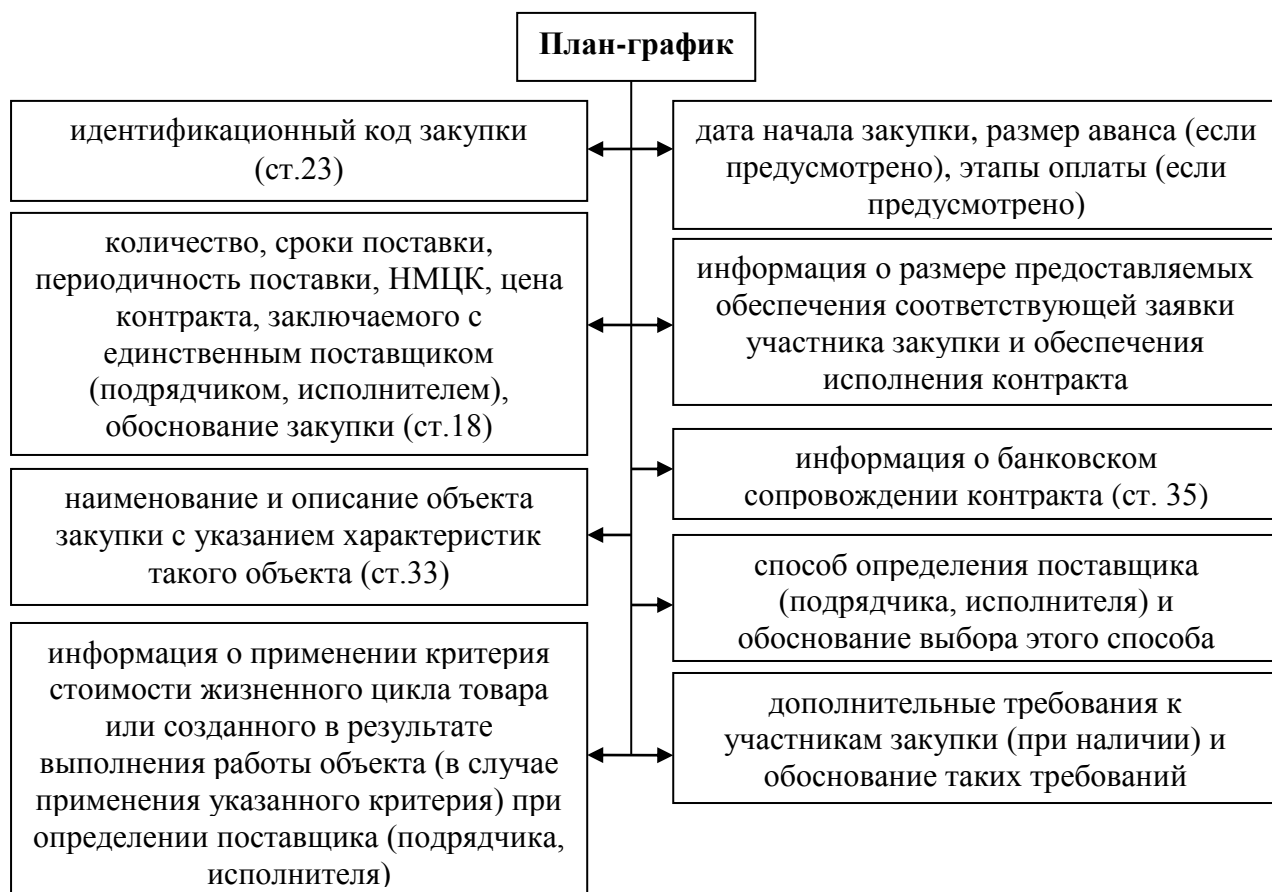 План-график
идентификационный код закупки
(ст.23)
количество, сроки поставки,
периодичность поставки, НМЦК, цена
контракта, заключаемого с
единственным поставщиком
(подрядчиком, исполнителем),
обоснование закупки (ст.18)
наименование и описание объекта
закупки с указанием характеристик
такого объекта (ст.33)
информация о применении критерия
стоимости жизненного цикла товара
или созданного в результате
выполнения работы объекта (в случае
применения указанного критерия) при
определении поставщика (подрядчика,
исполнителя)
дата начала закупки, размер аванса (если
предусмотрено), этапы оплаты (если
предусмотрено)
информация о размере предоставляемых
обеспечения соответствующей заявки
участника закупки и обеспечения
исполнения контракта
информация о банковском
сопровождении контракта (ст. 35)
способ определения поставщика
(подрядчика, исполнителя) и
обоснование выбора этого способа
дополнительные требования к
участникам закупки (при наличии) и
обоснование таких требований